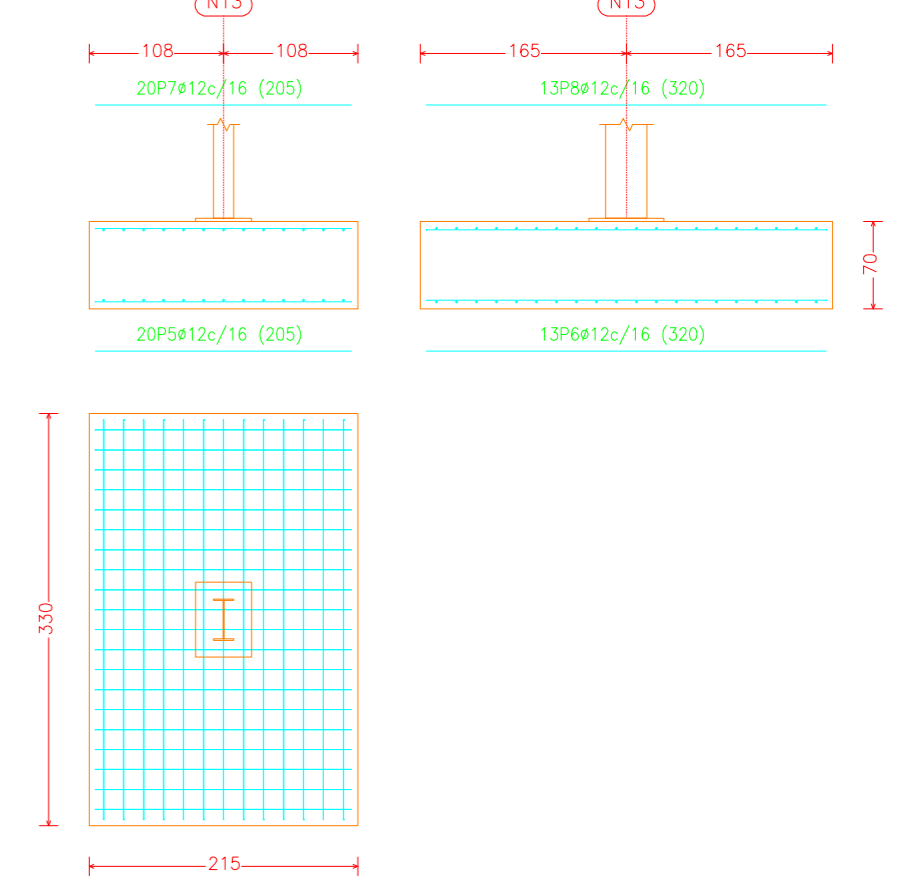 N13 N13
108 108 165 165
20P7ø12c/16 (205) 13P8ø12c/16 (320)
70
20P5ø12c/16 (205) 13P6ø12c/16 (320)
330
215